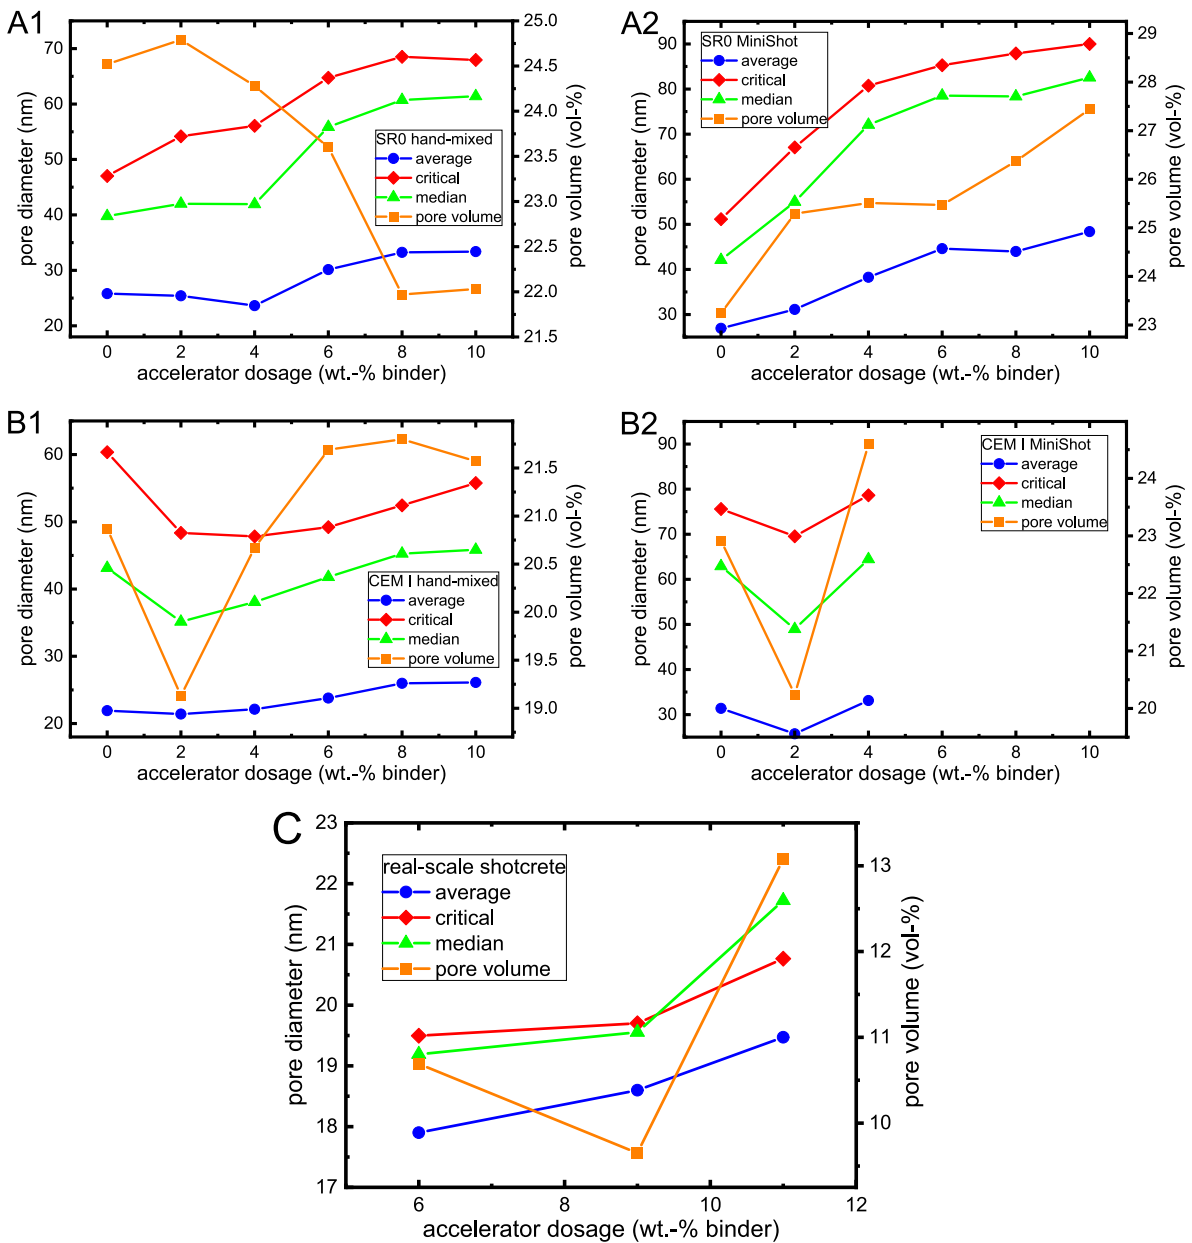 A1
pore diameter (nm)
70
60
50
40
30
20
25.0
24.5
24.0
23.5
23.0
22.5
22.0
21.5
pore volume (vol-%)
SR0 hand-mixed
average
critical
median
pore volume
0 2 4 6 8 10
accelerator dosage (wt.-% binder)
A2
pore diameter (nm)
90
80
70
60
50
40
30
29
28
27
26
25
24
23
pore volume (vol-%)
SR0 MiniShot
average
critical
median
pore volume
0 2 4 6 8 10
accelerator dosage (wt.-% binder)
B1
pore diameter (nm)
60
50
40
30
20
21.5
21.0
20.5
20.0
19.5
19.0
pore volume (vol-%)
CEM I hand-mixed
average
critical
median
pore volume
0 2 4 6 8 10
accelerator dosage (wt.-% binder)
B2
pore diameter (nm)
90
80
70
60
50
40
30
24
23
22
21
20
pore volume (vol-%)
CEM I MiniShot
average
critical
median
pore volume
0 2 4 6 8 10
accelerator dosage (wt.-% binder)
C
pore diameter (nm)
23
22
21
20
19
18
17
13
12
11
10
pore volume (vol-%)
real-scale shotcrete
average
critical
median
pore volume
6 8 10 12
accelerator dosage (wt.-% binder)